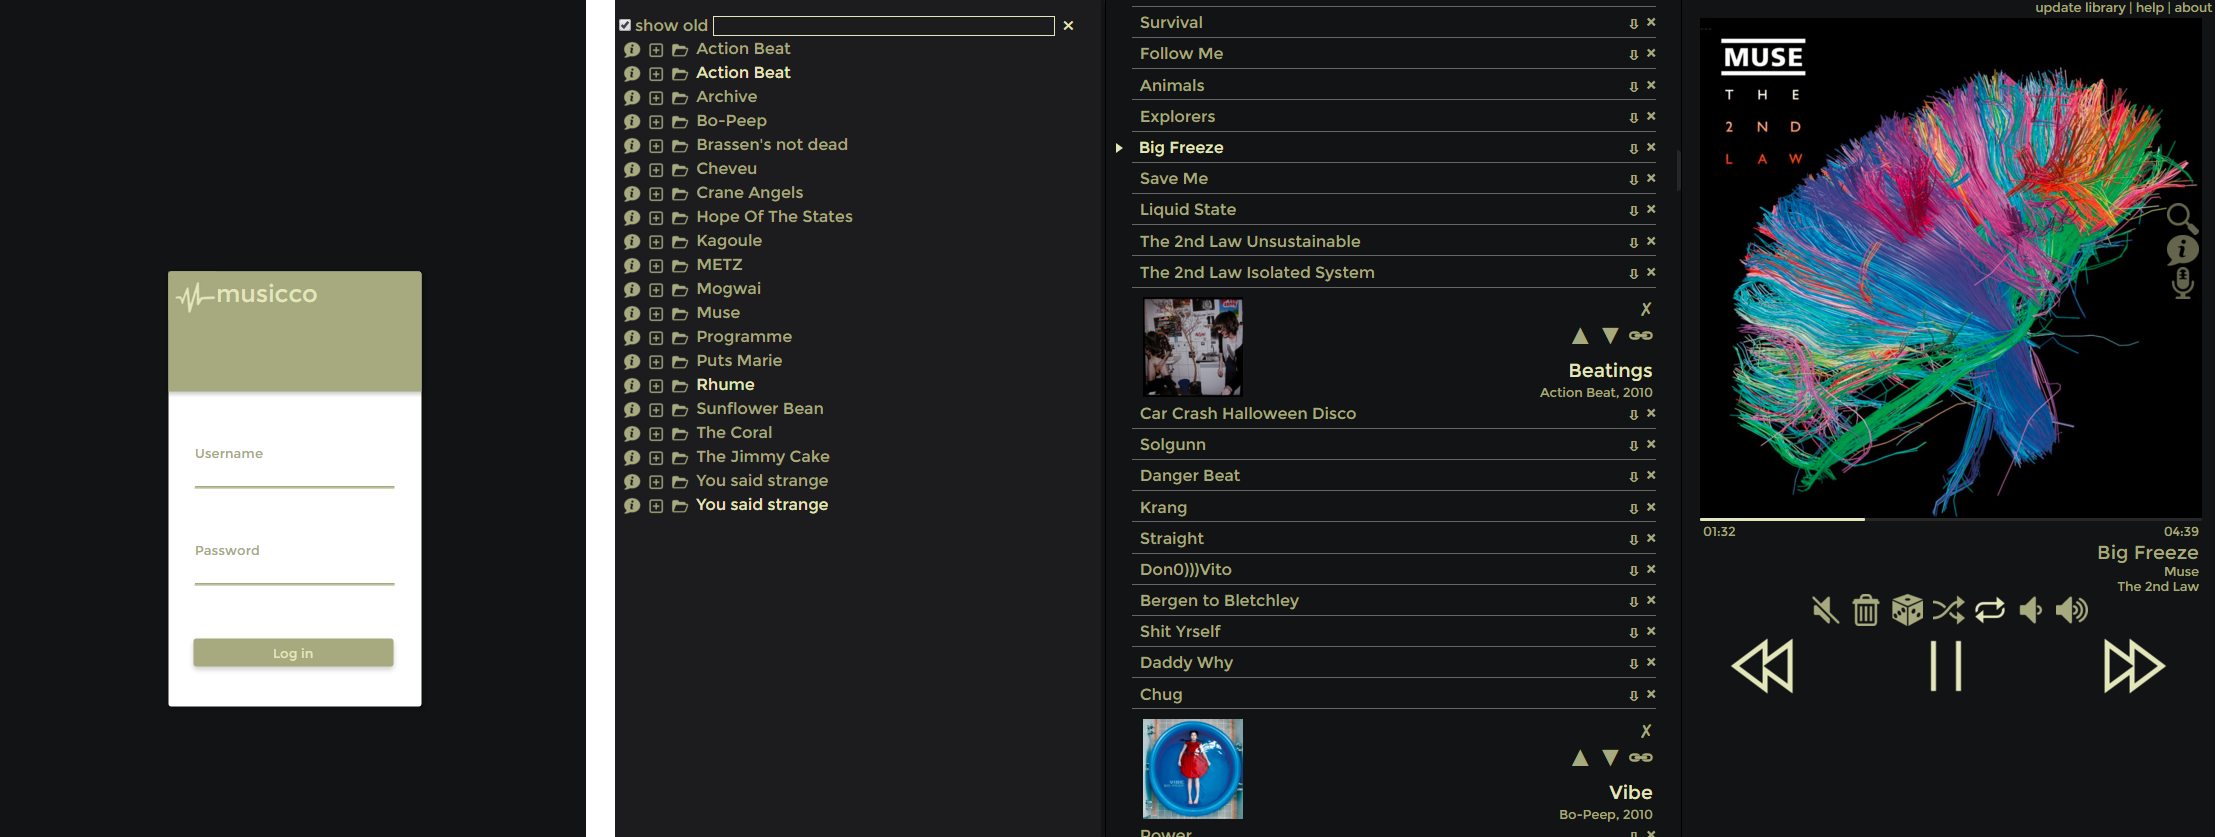 musicco
Username
Password
Log in
show old
Action Beat
Action Beat
Archive
Bo-Peep
Brassen's not dead
Cheveu
Crane Angels
Hope Of The States
Kagoule
METZ
Mogwai
Muse
Programme
Puts Marie
Rhume
Sunflower Bean
The Coral
The Jimmy Cake
You said strange
You said strange
Survival
Follow Me
Animals
Explorers
Big Freeze
Save Me
Liquid State
The 2nd Law Unsustainable
The 2nd Law Isolated System
Beatings
Action Beat, 2010
Car Crash Halloween Disco
Solgunn
Danger Beat
Krang
Straight
Don0)))Vito
Bergen to Bletchley
Shit Yrself
Daddy Why
Chug
Vibe
Bo-Peep, 2010
Power
update library | help | about
MUSE
THE
2ND
LAW
01:32 04:39
Big Freeze
Muse
The 2nd Law